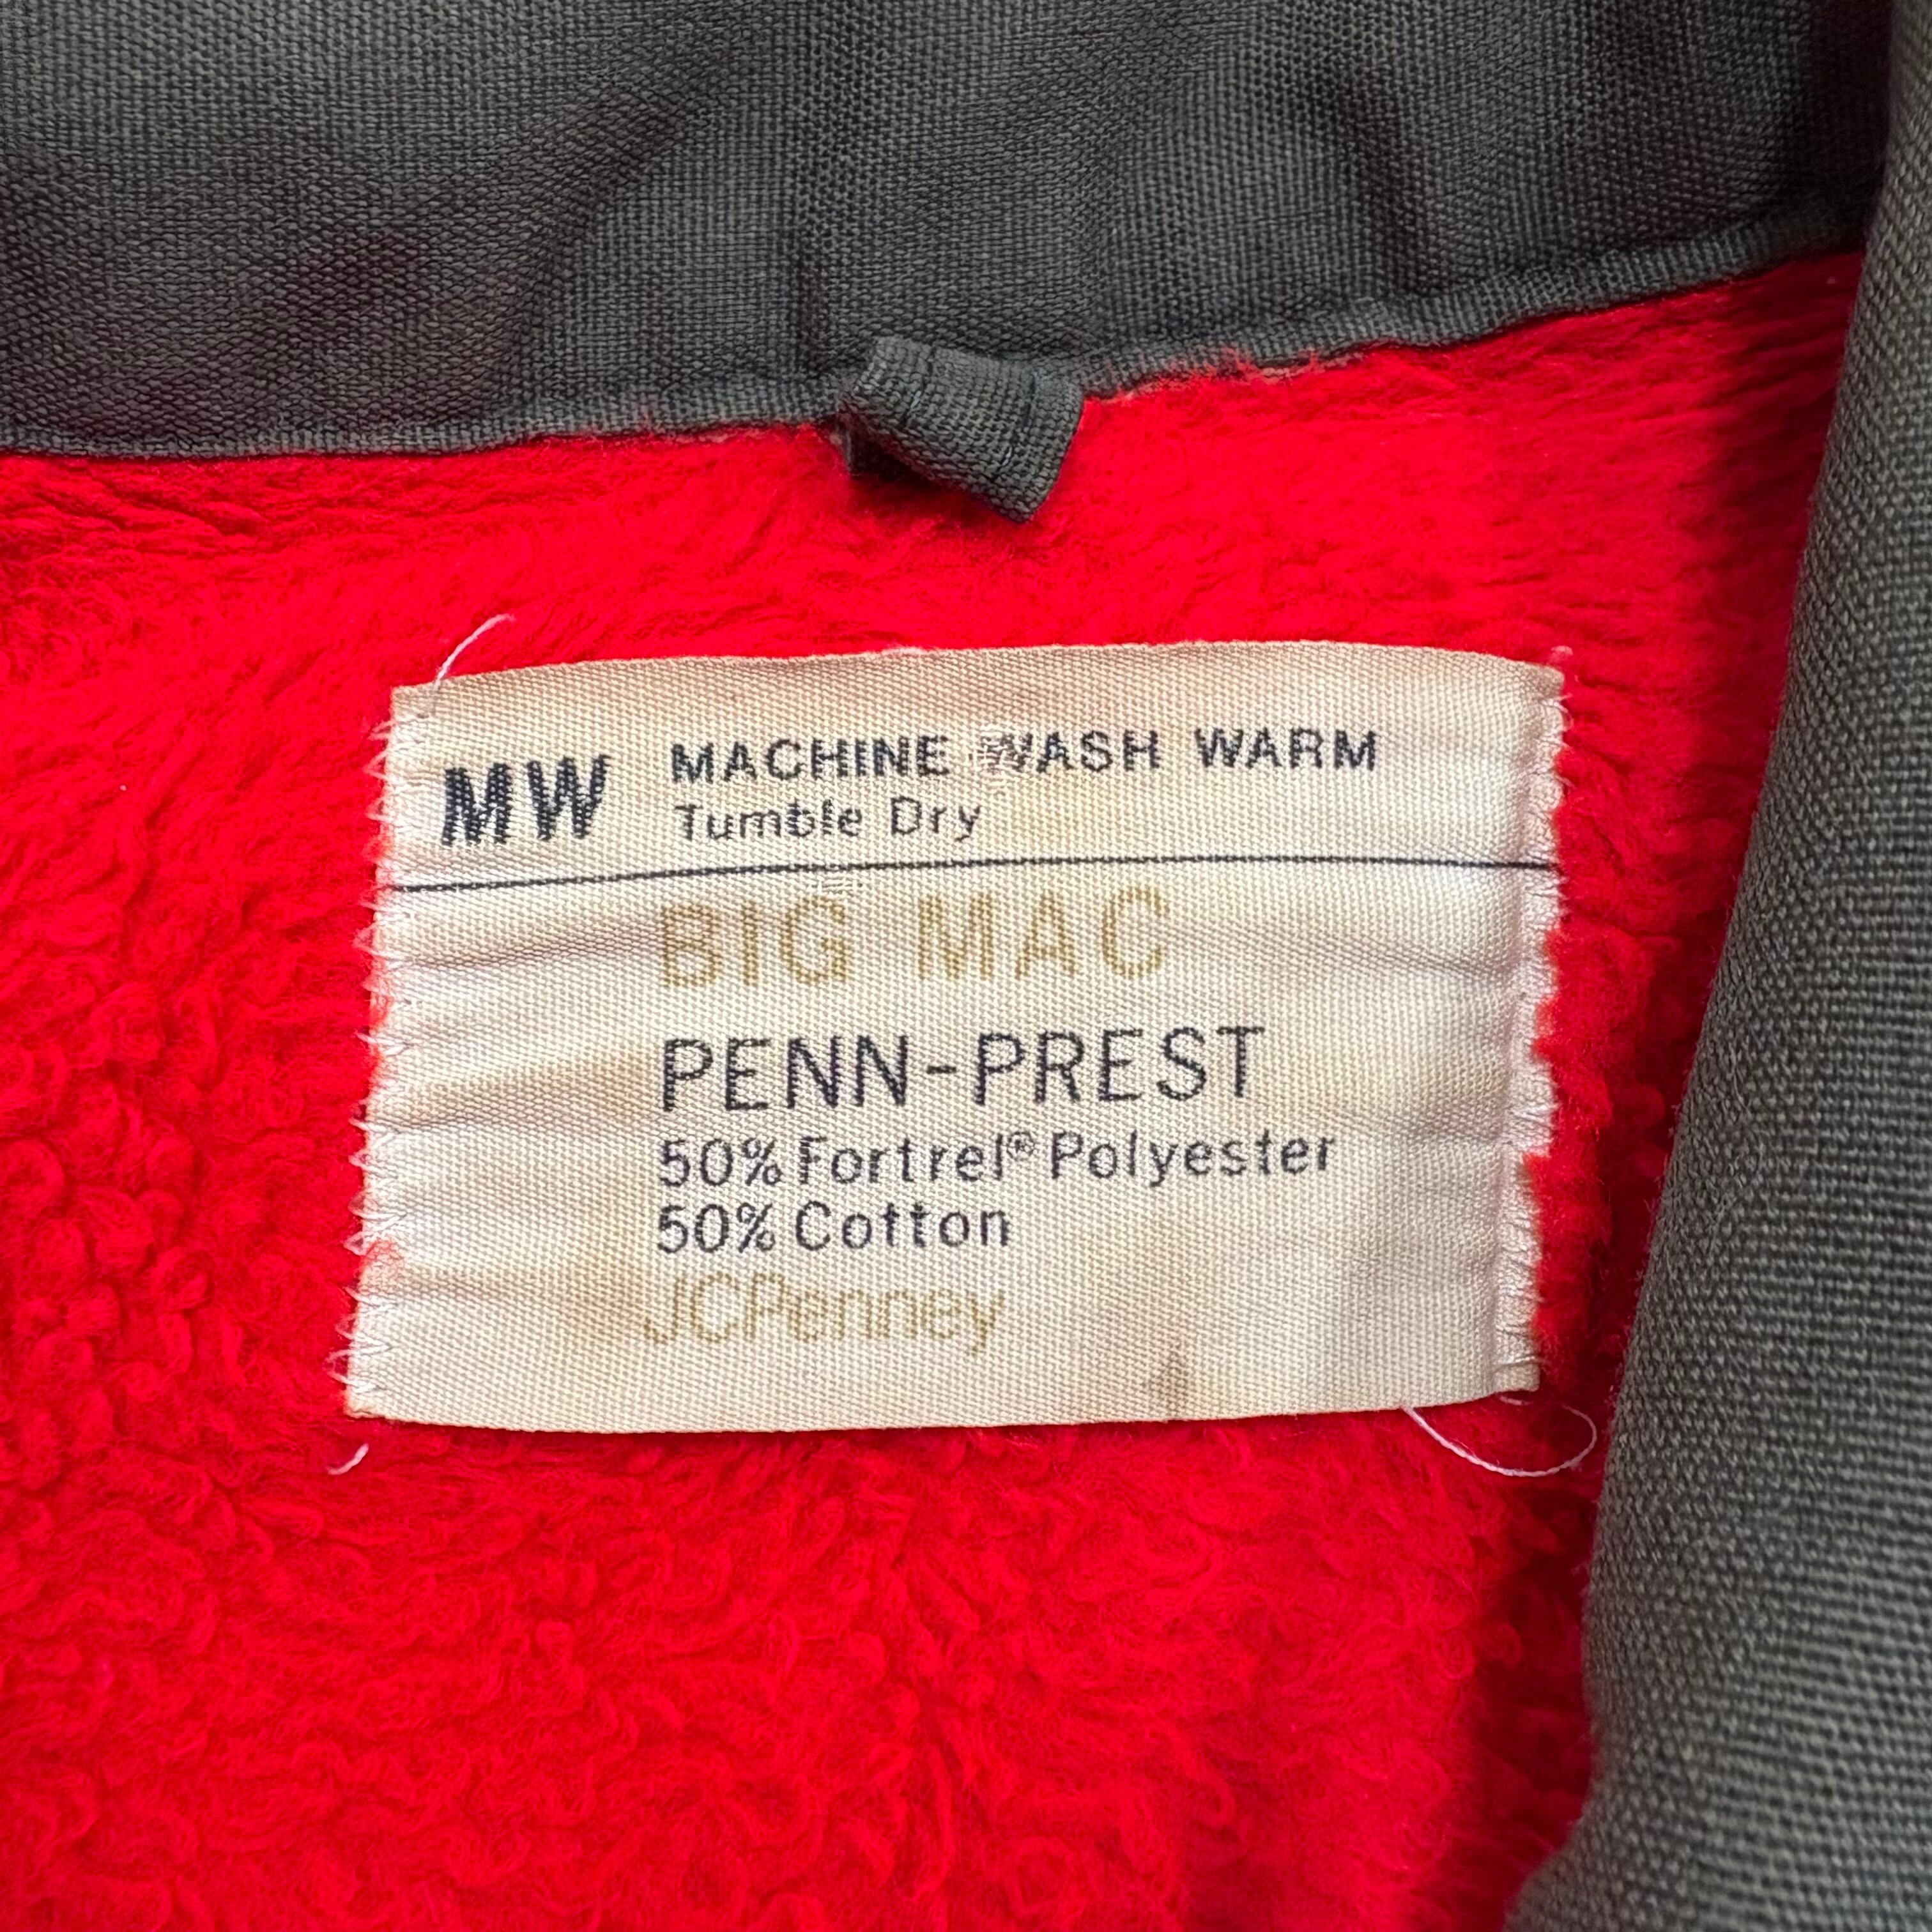 MW MACHINE WASH WARM
Tumble Dry
BIG MAC
PENN-PREST
50% Fortrel® Polyester
50% Cotton
JCPenney